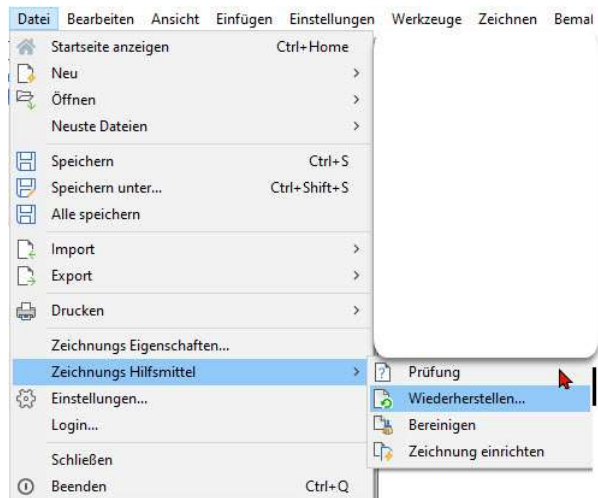 Datei Bearbeiten Ansicht Einfügen Einstellungen Werkzeuge Zeichnen Bemal
Startseite anzeigen Ctrl+Home
Neu
Öffnen
Neuste Dateien
Speichern Ctrl+S
Speichern unter... Ctrl+Shift+S
Alle speichern
Import
Export
Drucken
Zeichnungs Eigenschaften...
Zeichnungs Hilfsmittel
Prüfung
Einstellungen...
Wiederherstellen...
Login...
Bereinigen
Schließen
Zeichnung einrichten
Beenden Ctrl+Q